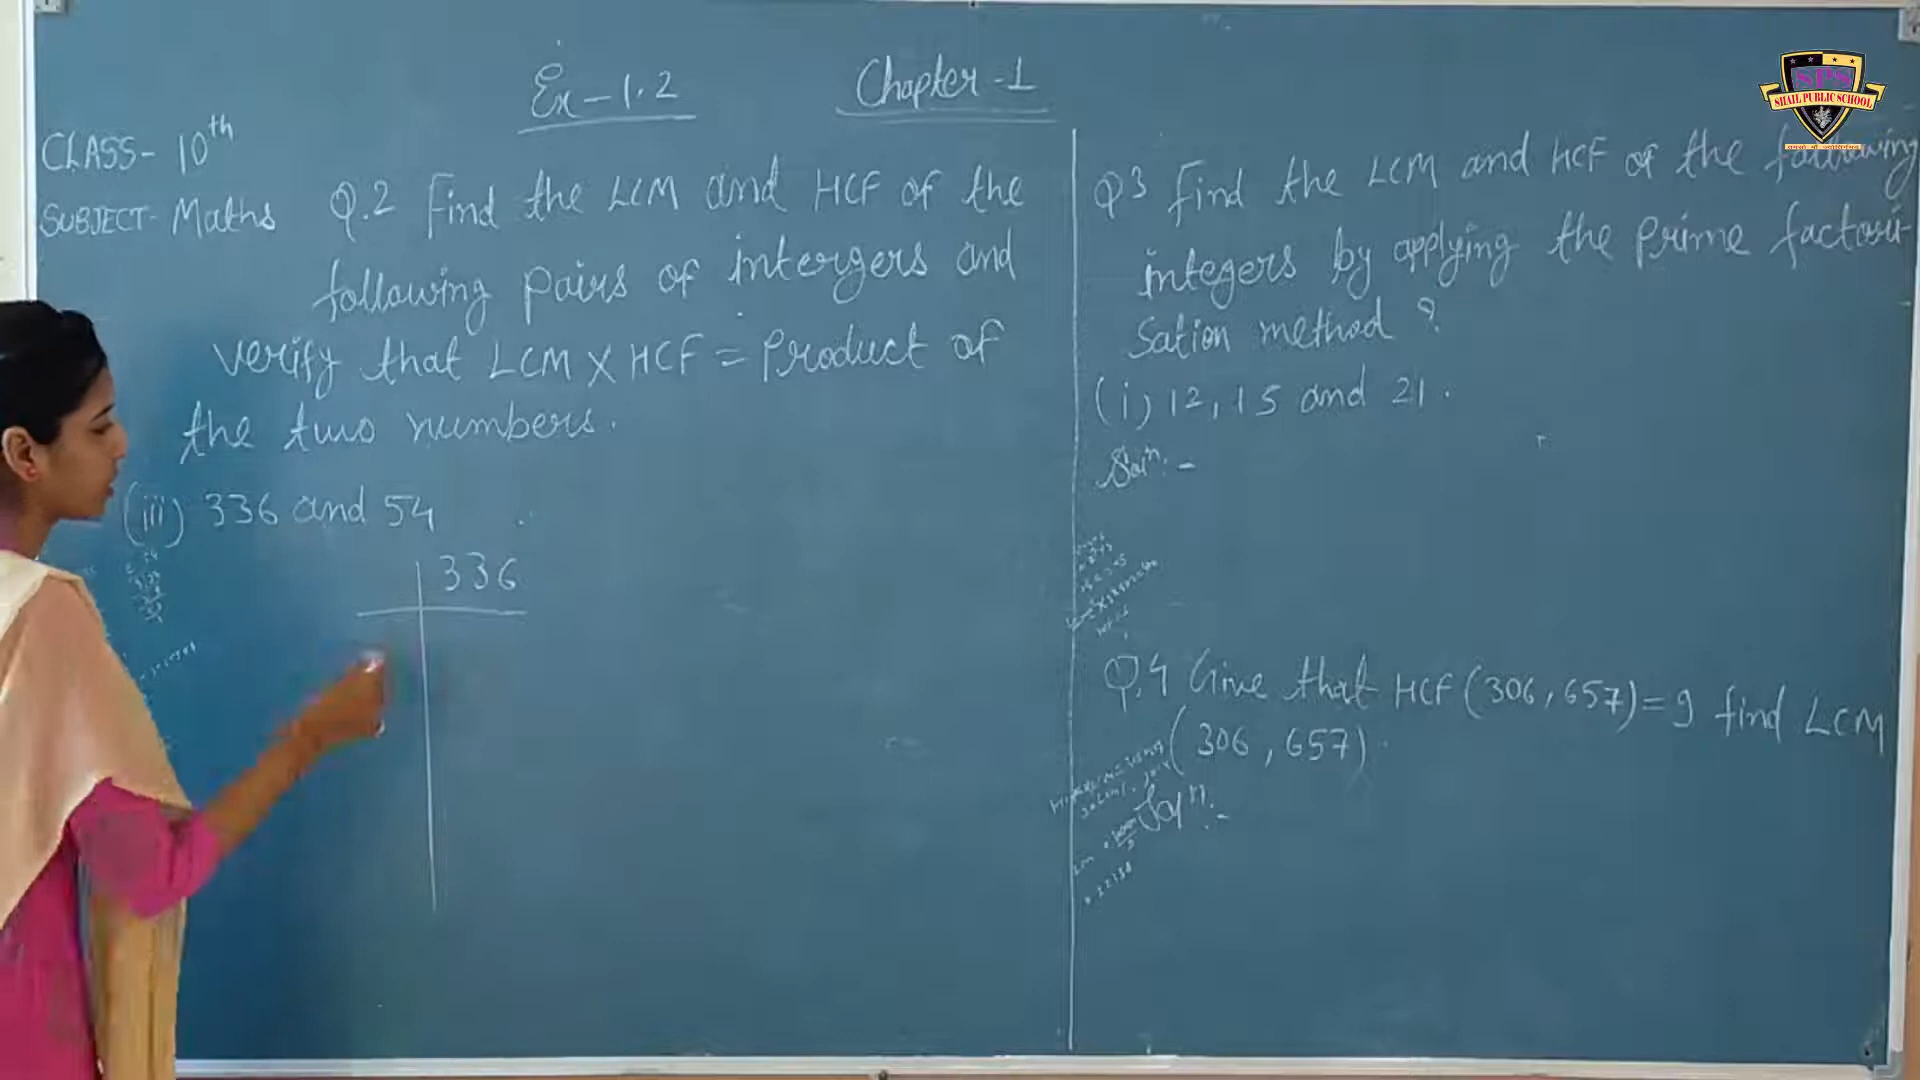 Ex-1.2 Chapter-1
CLASS- 10th
SUBJECT- Maths
Q.2 Find the LCM and HCF of the
following pairs of intergers and
verify that LCM X HCF = Product of
the two numbers.
(iii) 336 and 54
336
Q3 find the LCM and HCF of the following
integers by applying the prime factori-
sation method ?
(i) 12, 15 and 21.
Soln:-
Q.4 Give that HCF (306, 657) = 9 find LCM
(306, 657).
Soln:-
SPS
SHAIL PUBLIC SCHOOL